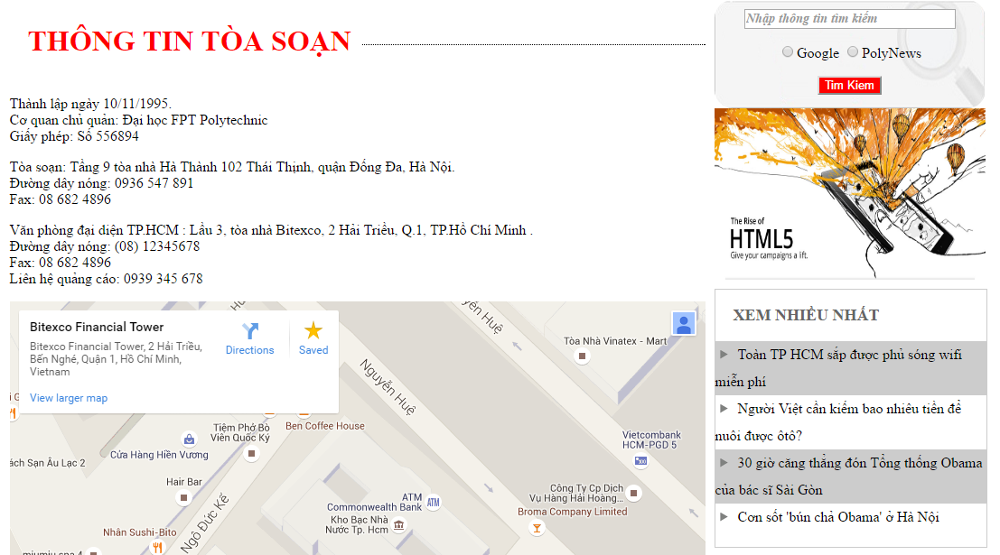 THÔNG TIN TÒA SOẠN
Thành lập ngày 10/11/1995.
Cơ quan chủ quản: Đại học FPT Polytechnic
Giấy phép: Số 556894
Tòa soạn: Tầng 9 tòa nhà Hà Thành 102 Thái Thịnh, quận Đống Đa, Hà Nội.
Đường dây nóng: 0936 547 891
Fax: 08 682 4896
Văn phòng đại diện TP.HCM : Lầu 3, tòa nhà Bitexco, 2 Hải Triều, Q.1, TP.Hồ Chí Minh .
Đường dây nóng: (08) 12345678
Fax: 08 682 4896
Liên hệ quảng cáo: 0939 345 678
Bitexco Financial Tower
Bitexco Financial Tower, 2 Hải Triều,
Bến Nghé, Quận 1, Hồ Chí Minh,
Vietnam
Directions
Saved
View larger map
Nguyễn Huệ
Tòa Nhà Vinatex - Mart
Nguyễn Huệ
Ben Coffee House
Tiệm Phở Bò
Viên Quốc Ký
Cửa Hàng Hiền Vương
Vietcombank
HCM-PGD 5
ách Sạn Âu Lạc 2
Hair Bar
Ngô Đức Kế
ATM
Commonwealth Bank
ATM
Kho Bạc Nhà
Nước Tp. Hcm
Công Ty Cp Dịch
Vụ Hàng Hải Hoàng...
Broma Company Limited
Nhân Sushi-Bito
miumiu spa 4
Nhập thông tin tìm kiếm
Google PolyNews
Tim Kiem
The Rise of
HTML5
Give your campaigns a lift.
XEM NHIỀU NHẤT
Toàn TP HCM sắp được phủ sóng wifi
miễn phí
Người Việt cần kiếm bao nhiêu tiền để
nuôi được ôtô?
30 giờ căng thẳng đón Tổng thống Obama
của bác sĩ Sài Gòn
Cơn sốt 'bún chả Obama' ở Hà Nội